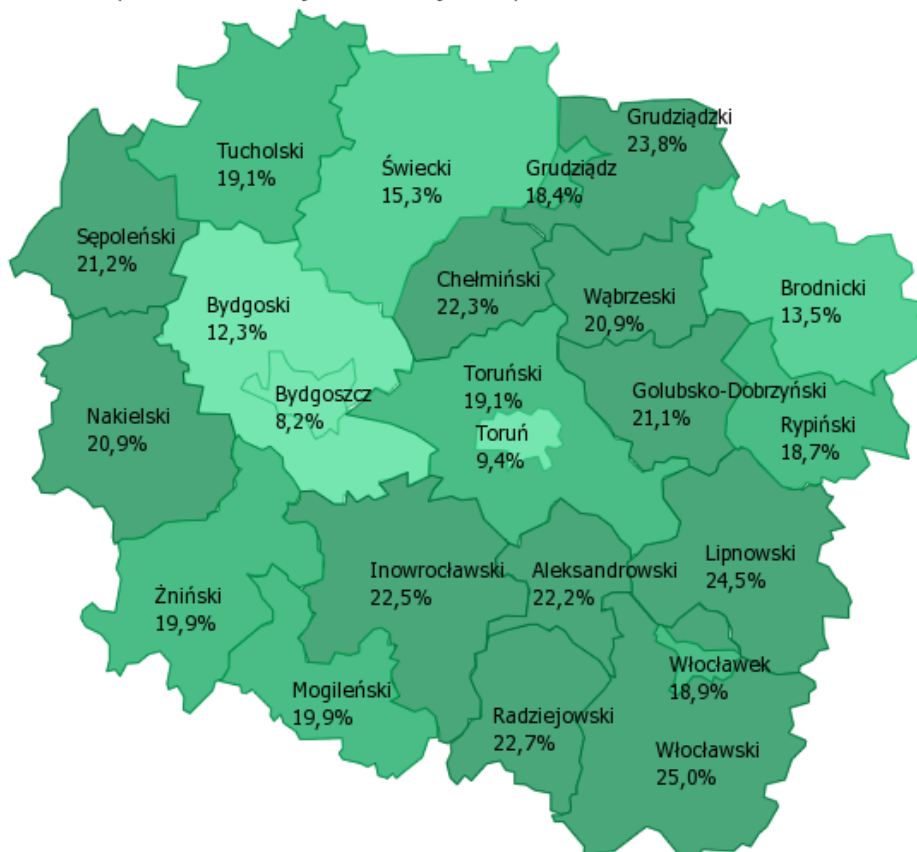 Grudziądzki
23,8%
Tucholski
19,1%
Świecki
15,3%
Grudziądz
18,4%
Sępoleński
21,2%
Chełmiński
22,3%
Wąbrzeski
20,9%
Brodnicki
13,5%
Bydgoski
12,3%
Bydgoszcz
8,2%
Toruński
19,1%
Golubsko-Dobrzyński
21,1%
Nakielski
20,9%
Toruń
9,4%
Rypiński
18,7%
Inowrocławski
22,5%
Aleksandrowski
22,2%
Lipnowski
24,5%
Żniński
19,9%
Mogileński
19,9%
Włocławek
18,9%
Radziejowski
22,7%
Włocławski
25,0%